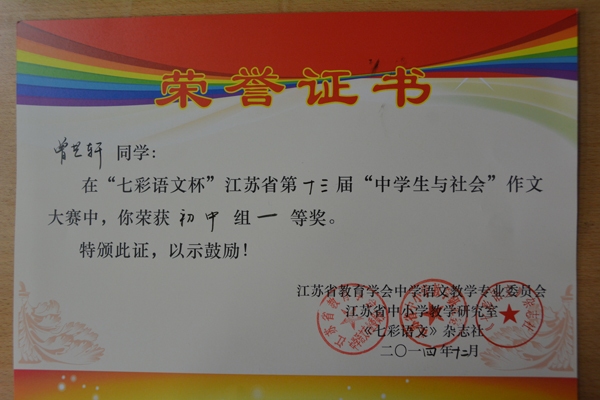 荣誉证书
曾艺轩 同学：
在“七彩语文杯”江苏省第十三届“中学生与社会”作文
大赛中，你荣获 初中 组 一 等奖。
特颁此证，以示鼓励！
江苏省教育学会中学语文教学专业委员会
江苏省中小学教学研究室
《七彩语文》杂志社
二〇一四年十二月